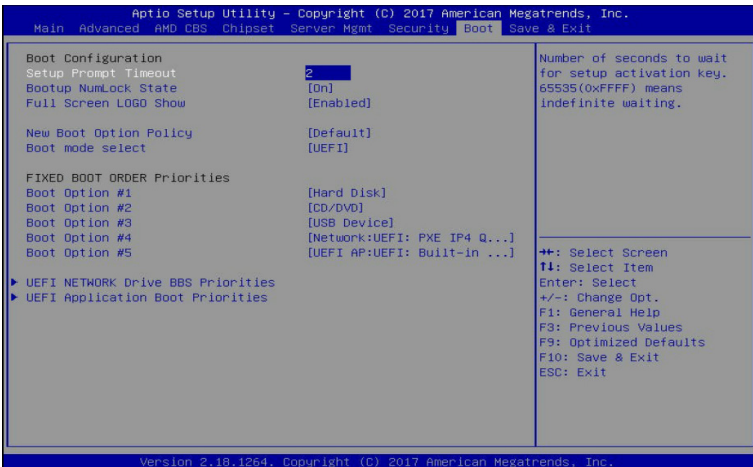 Aptio Setup Utility – Copyright (C) 2017 American Megatrends, Inc.
Main Advanced AMD CBS Chipset Server Mgmt Security Boot Save & Exit
Boot Configuration
Setup Prompt Timeout 2
Bootup NumLock State [On]
Full Screen LOGO Show [Enabled]
New Boot Option Policy [Default]
Boot mode select [UEFI]
FIXED BOOT ORDER Priorities
Boot Option #1 [Hard Disk]
Boot Option #2 [CD/DVD]
Boot Option #3 [USB Device]
Boot Option #4 [Network:UEFI: PXE IP4 Q...]
Boot Option #5 [UEFI AP:UEFI: Built-in ...]
UEFI NETWORK Drive BBS Priorities
UEFI Application Boot Priorities
Number of seconds to wait
for setup activation key.
65535(0xFFFF) means
indefinite waiting.
→←: Select Screen
↑↓: Select Item
Enter: Select
+/-: Change Opt.
F1: General Help
F3: Previous Values
F9: Optimized Defaults
F10: Save & Exit
ESC: Exit
Version 2.18.1264. Copyright (C) 2017 American Megatrends, Inc.